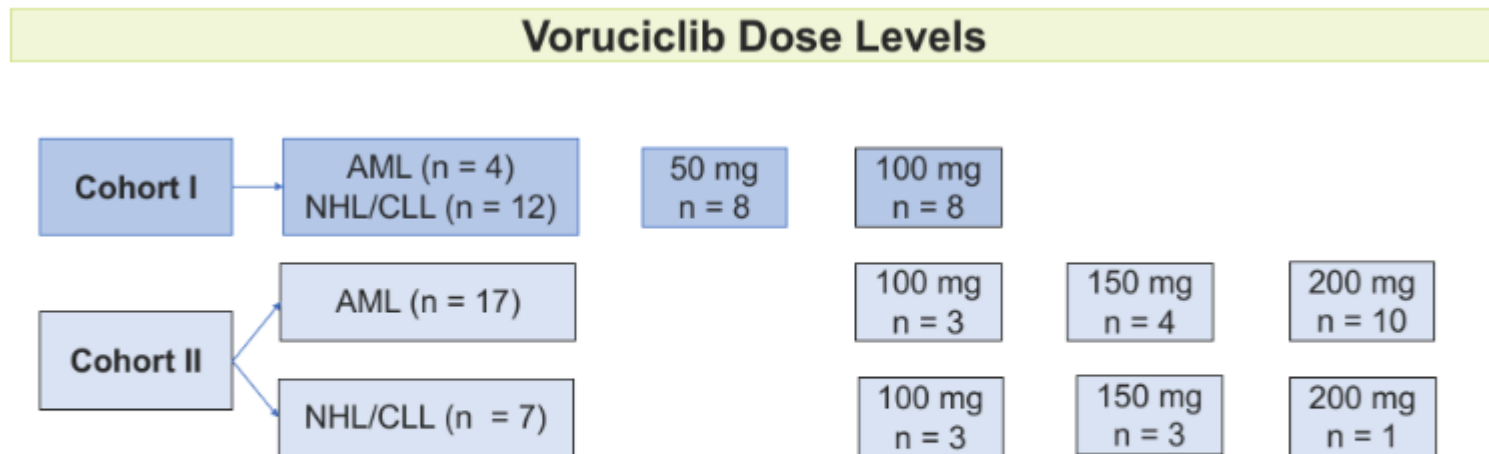 Voruciclib Dose Levels
Cohort I
AML (n = 4)
NHL/CLL (n = 12)
50 mg
n = 8
100 mg
n = 8
Cohort II
AML (n = 17)
100 mg
n = 3
150 mg
n = 4
200 mg
n = 10
NHL/CLL (n  = 7)
100 mg
n = 3
150 mg
n = 3
200 mg
n = 1